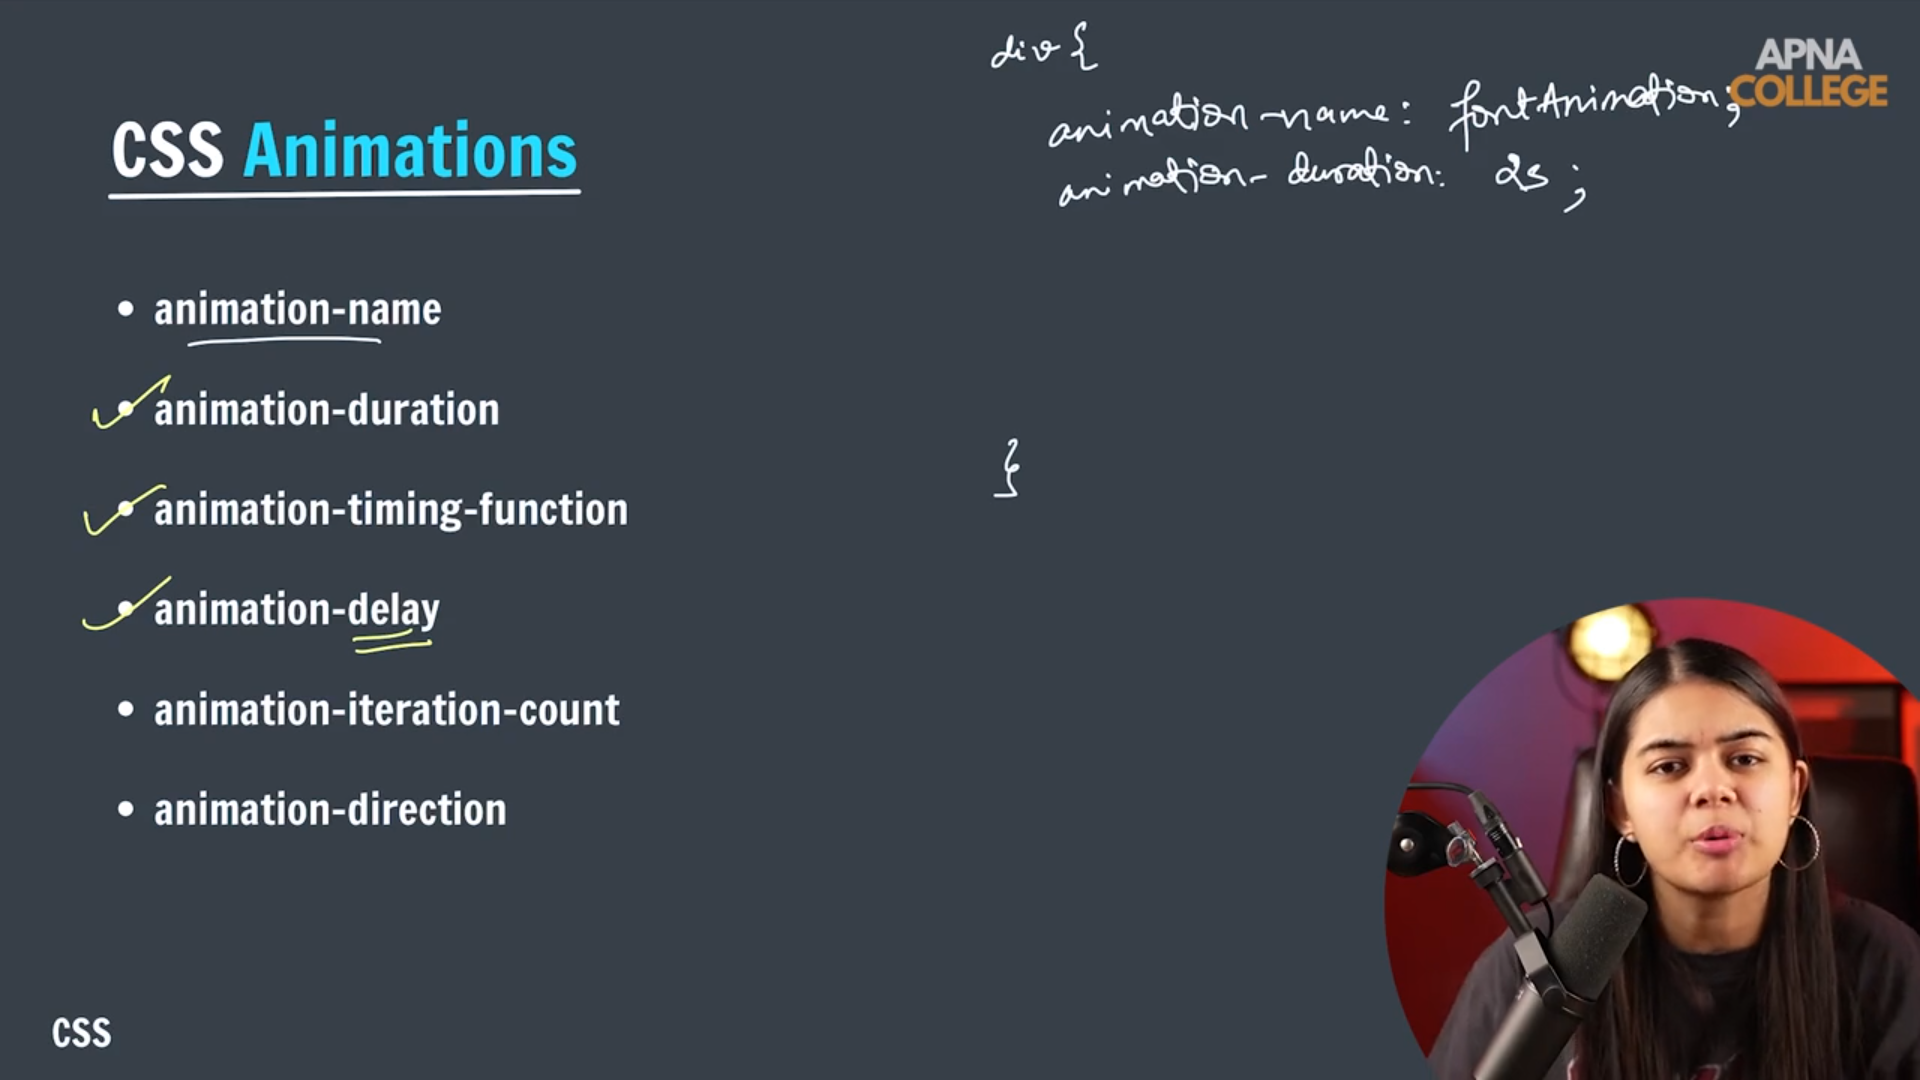 div {
animation-name: fontAnimation;
animation-duration: 2s;
}
APNA
COLLEGE
CSS Animations
• animation-name
• animation-duration
• animation-timing-function
• animation-delay
• animation-iteration-count
• animation-direction
CSS